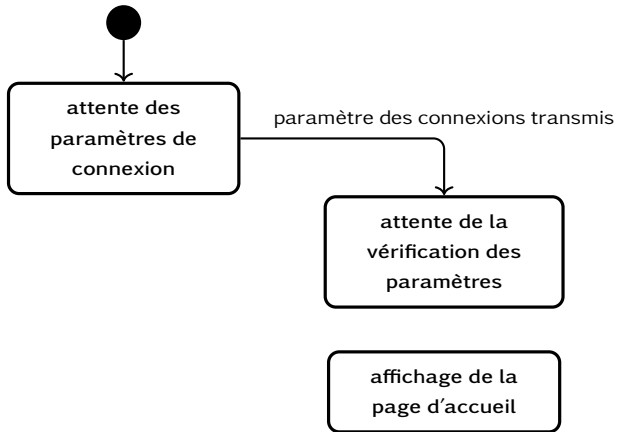 attente des
paramètres de
connexion
paramètre des connexions transmis
attente de la
vérification des
paramètres
affichage de la
page d'accueil